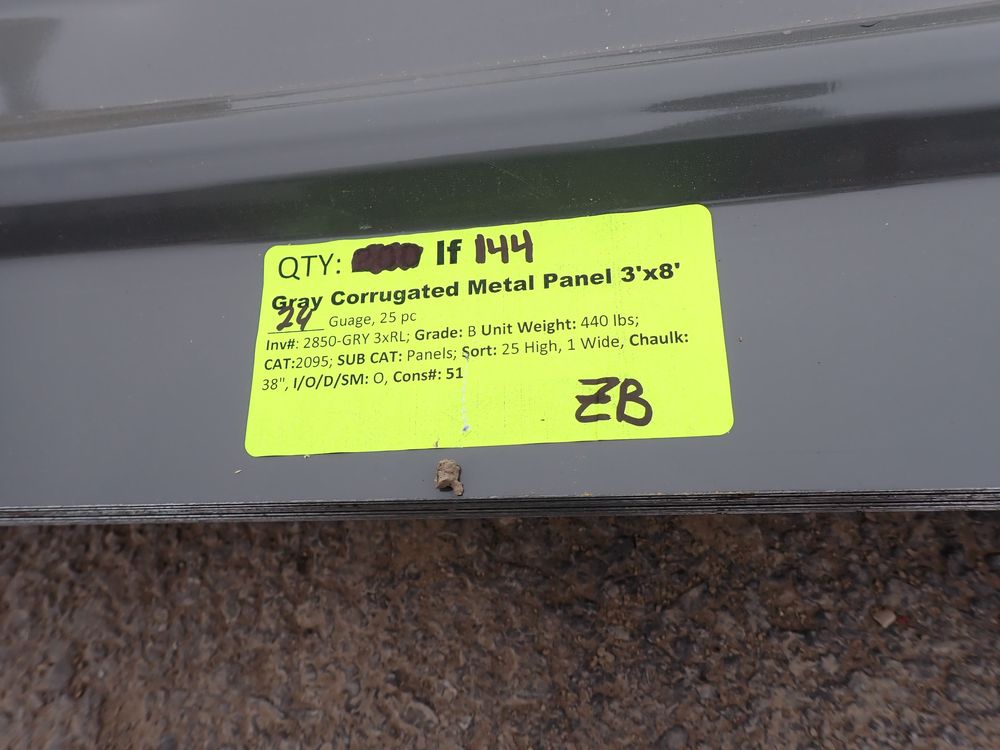 QTY: lf 144
Gray Corrugated Metal Panel 3'x8'
24 Guage, 25 pc
Inv#: 2850-GRY 3xRL; Grade: B Unit Weight: 440 lbs;
CAT:2095; SUB CAT: Panels; Sort: 25 High, 1 Wide, Chaulk:
38", I/O/D/SM: O, Cons#: 51
ZB